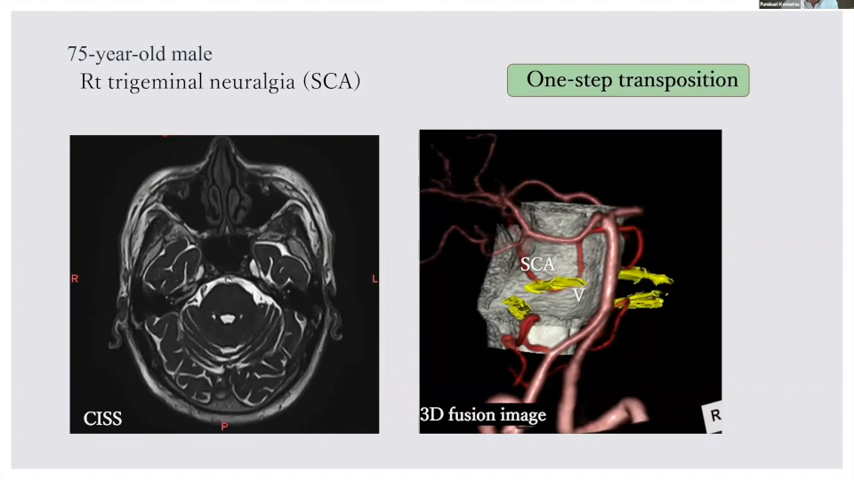 75-year-old male
Rt trigeminal neuralgia (SCA)
One-step transposition
R
L
P
CISS
SCA
V
3D fusion image
R